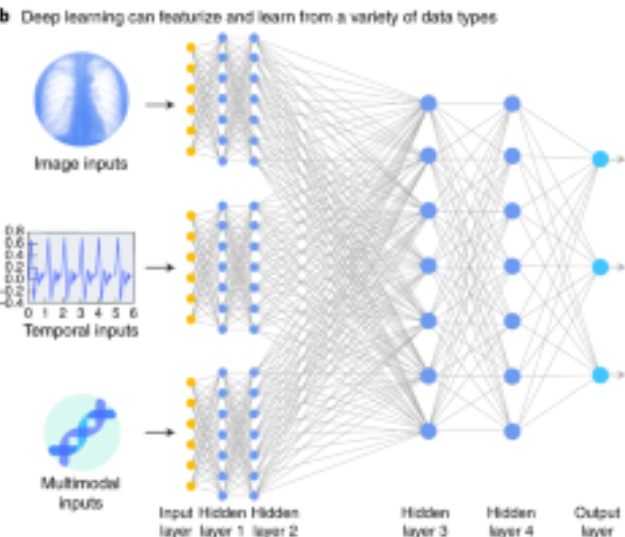 b Deep learning can featurize and learn from a variety of data types
Image inputs
0.8
0.6
0.4
0.2
0.0
-0.2
-0.4
0 1 2 3 4 5 6
Temporal inputs
Multimodal
inputs
Input Hidden Hidden Hidden Hidden Output
layer layer 1 layer 2 layer 3 layer 4 layer